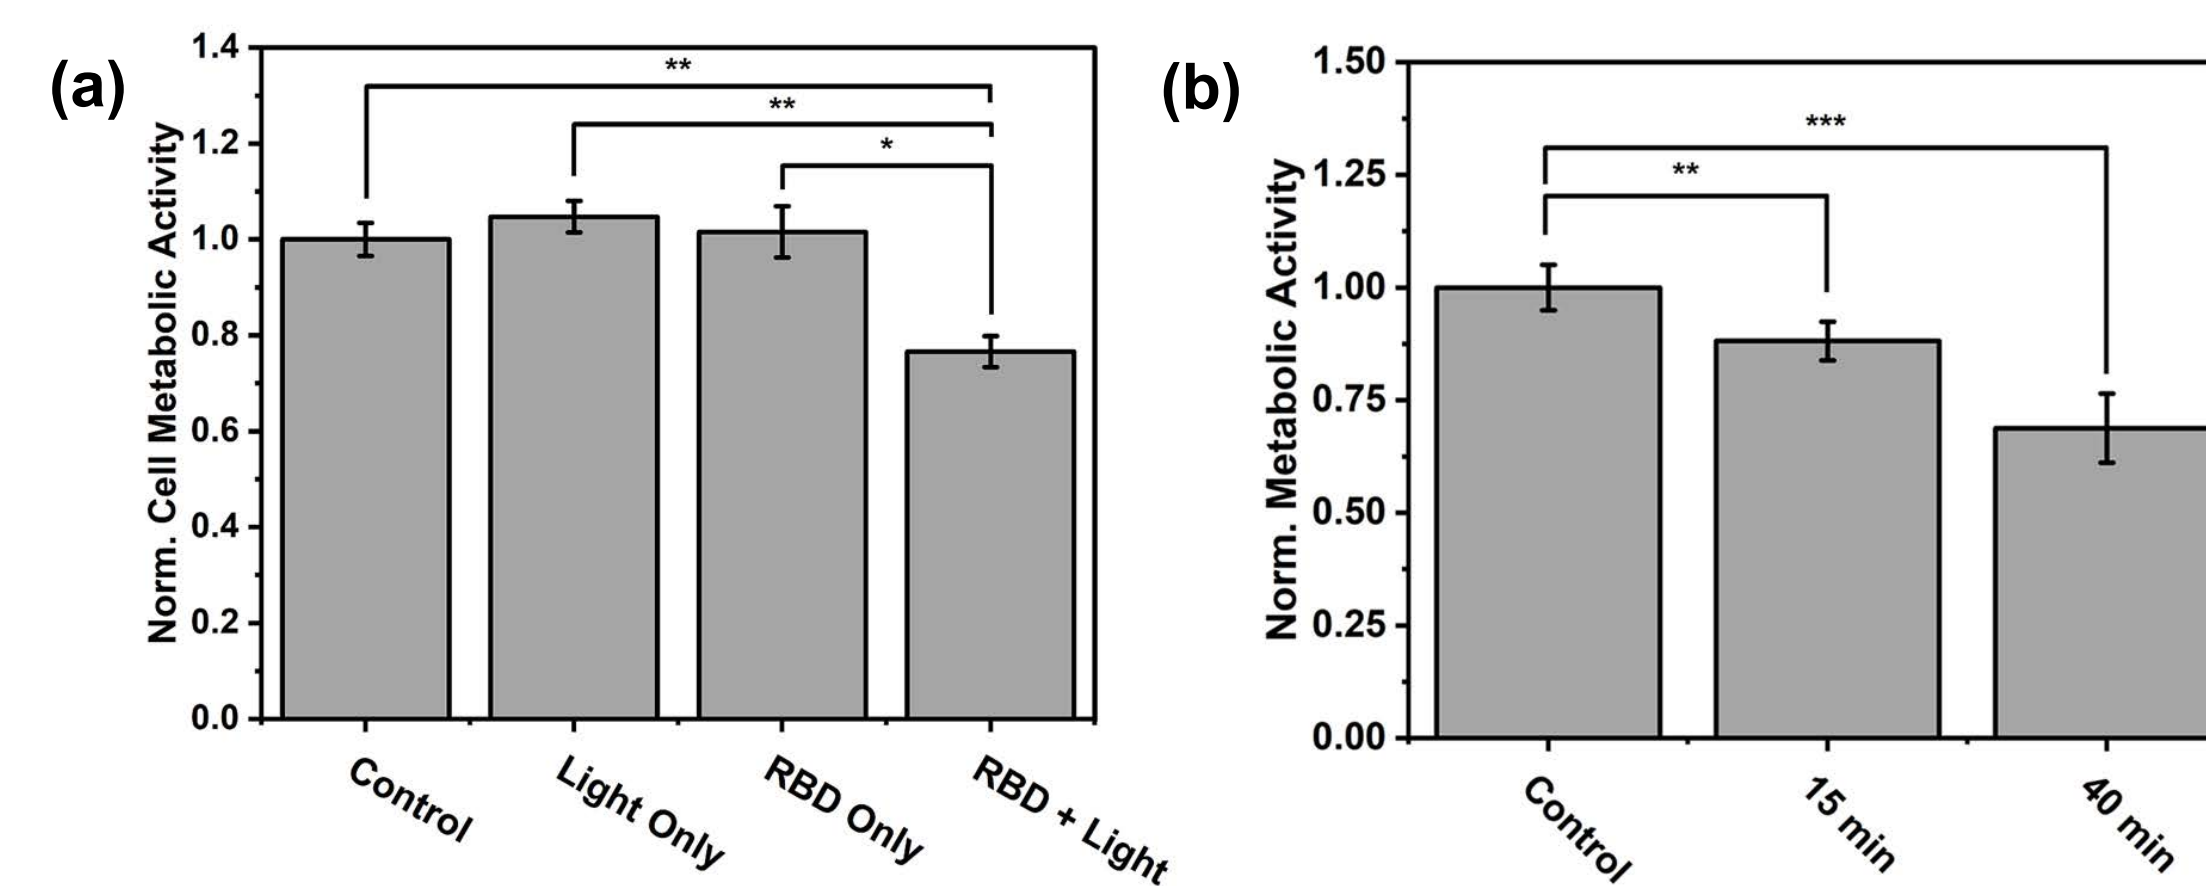 (a)
Norm. Cell Metabolic Activity
1.4
1.2
1.0
0.8
0.6
0.4
0.2
0.0
**
**
*
Control
Light Only
RBD Only
RBD + Light
(b)
Norm. Metabolic Activity
1.50
1.25
1.00
0.75
0.50
0.25
0.00
***
**
Control
15 min
40 min